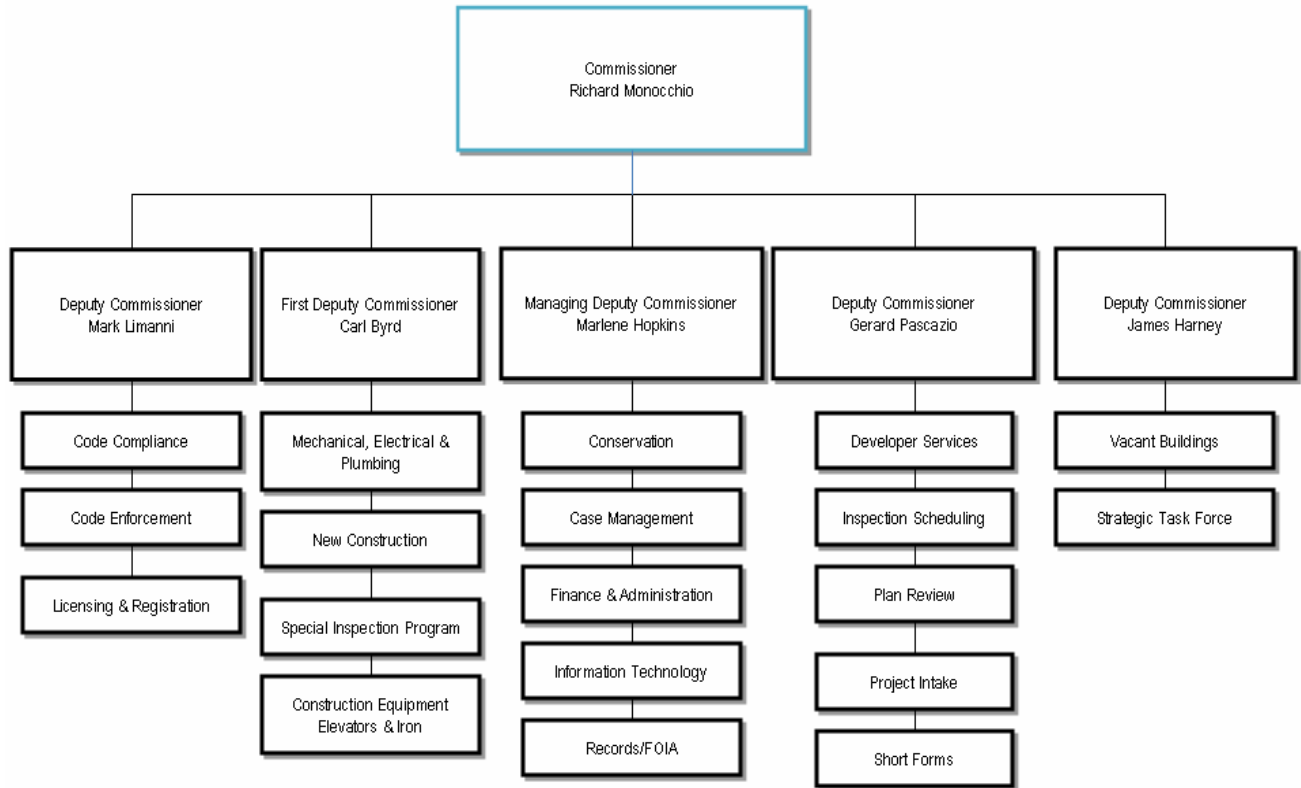 Commissioner
Richard Monocchio
Deputy Commissioner
Mark Limanni
First Deputy Commissioner
Carl Byrd
Managing Deputy Commissioner
Marlene Hopkins
Deputy Commissioner
Gerard Pascazio
Deputy Commissioner
James Harney
Code Compliance
Code Enforcement
Licensing & Registration
Mechanical, Electrical &
Plumbing
New Construction
Special Inspection Program
Construction Equipment
Elevators & Iron
Conservation
Case Management
Finance & Administration
Information Technology
Records/FOIA
Developer Services
Inspection Scheduling
Plan Review
Project Intake
Short Forms
Vacant Buildings
Strategic Task Force